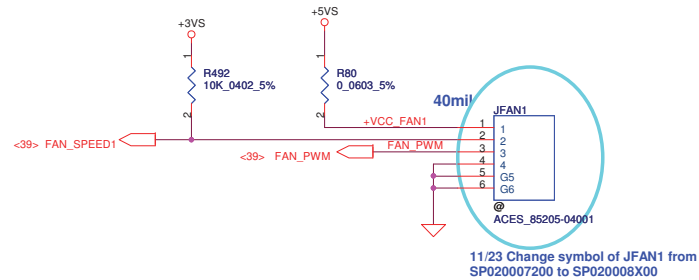 +3VS
+5VS
1
R492
10K_0402_5%
2
1
R80
0_0603_5%
2
40mil
JFAN1
+VCC_FAN1
<39> FAN_SPEED1
<39> FAN_PWM
FAN_PWM
1 1
2 2
3 3
4 4
5 G5
6 G6
@
ACES_85205-04001
11/23 Change symbol of JFAN1 from
SP020007200 to SP020008X00